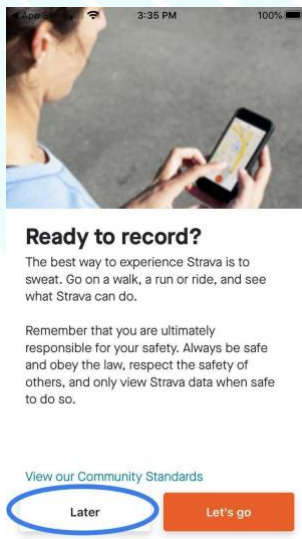 App S 3:35 PM 100%
Ready to record?
The best way to experience Strava is to
sweat. Go on a walk, a run or ride, and see
what Strava can do.
Remember that you are ultimately
responsible for your safety. Always be safe
and obey the law, respect the safety of
others, and only view Strava data when safe
to do so.
View our Community Standards
Later Let's go